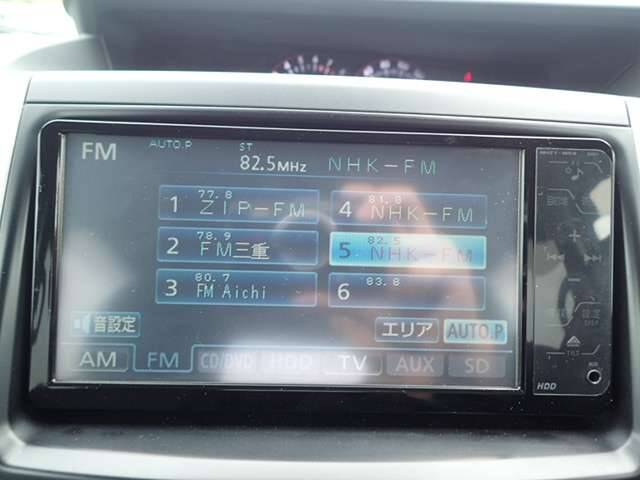 FM
AUTO.P
ST
82.5MHz NHK-FM
77.8
1 ZIP-FM
81.8
4 NHK-FM
78.9
2 FM三重
82.5
5 NHK-FM
80.7
3 FM Aichi
83.8
6
音設定
エリア
AUTO.P
AM
FM
CD/DVD
HDD
TV
AUX
SD
HDD